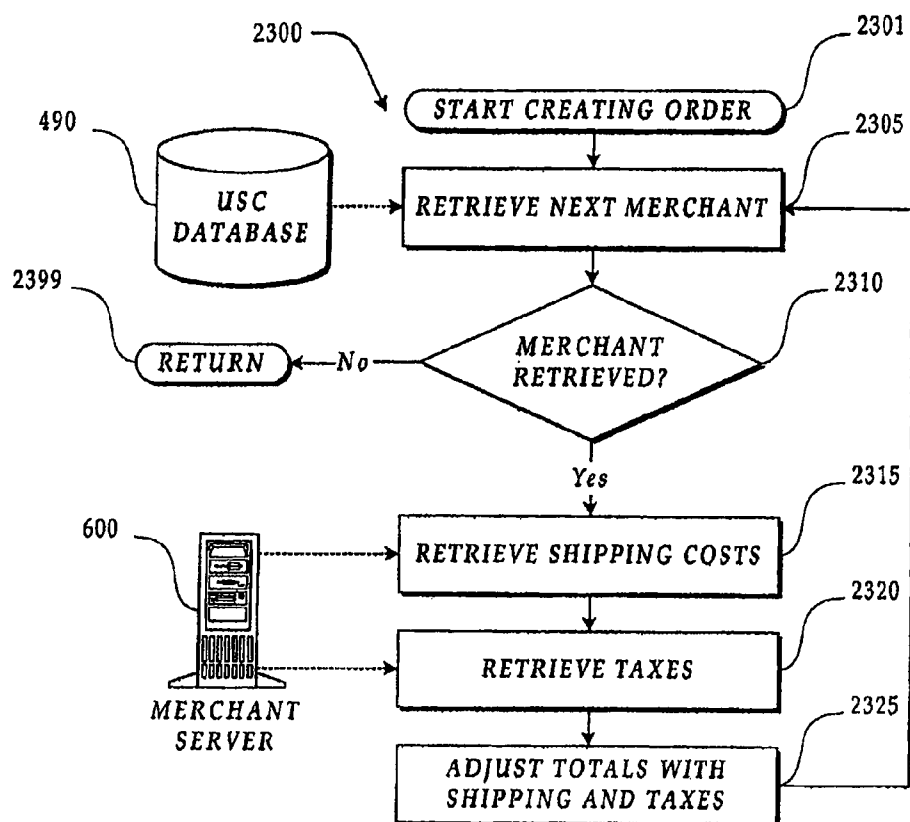 2300
2301
START CREATING ORDER
490
2305
USC
DATABASE
RETRIEVE NEXT MERCHANT
2399
2310
RETURN
No
MERCHANT
RETRIEVED?
Yes
2315
600
RETRIEVE SHIPPING COSTS
2320
RETRIEVE TAXES
MERCHANT
SERVER
2325
ADJUST TOTALS WITH
SHIPPING AND TAXES